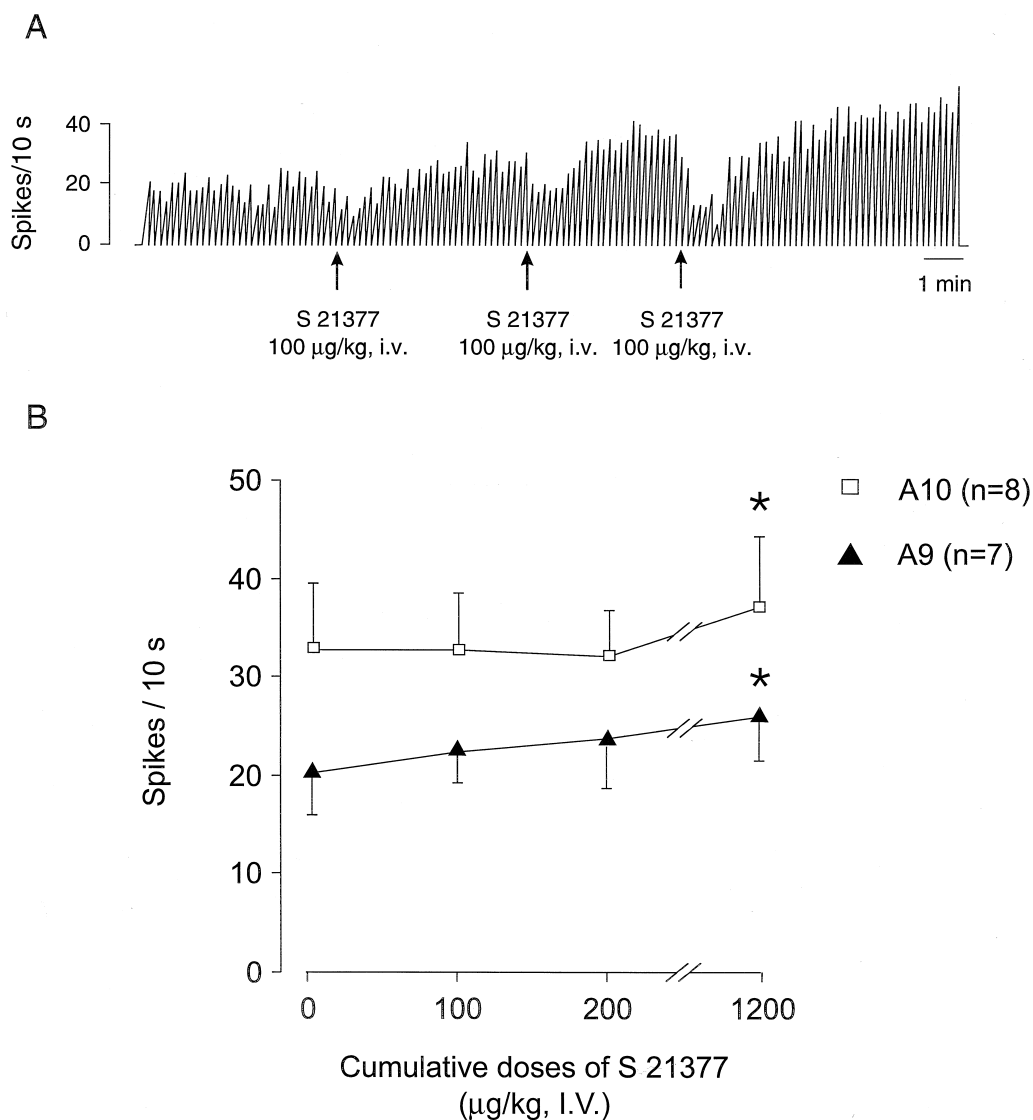 A
Spikes/10 s
40
20
0
1 min
S 21377
100 µg/kg, i.v.
S 21377
100 µg/kg, i.v.
S 21377
100 µg/kg, i.v.
B
Spikes / 10 s
50
40
30
20
10
0
*
*
A10 (n=8)
A9 (n=7)
0
100
200
1200
Cumulative doses of S 21377
(µg/kg, I.V.)